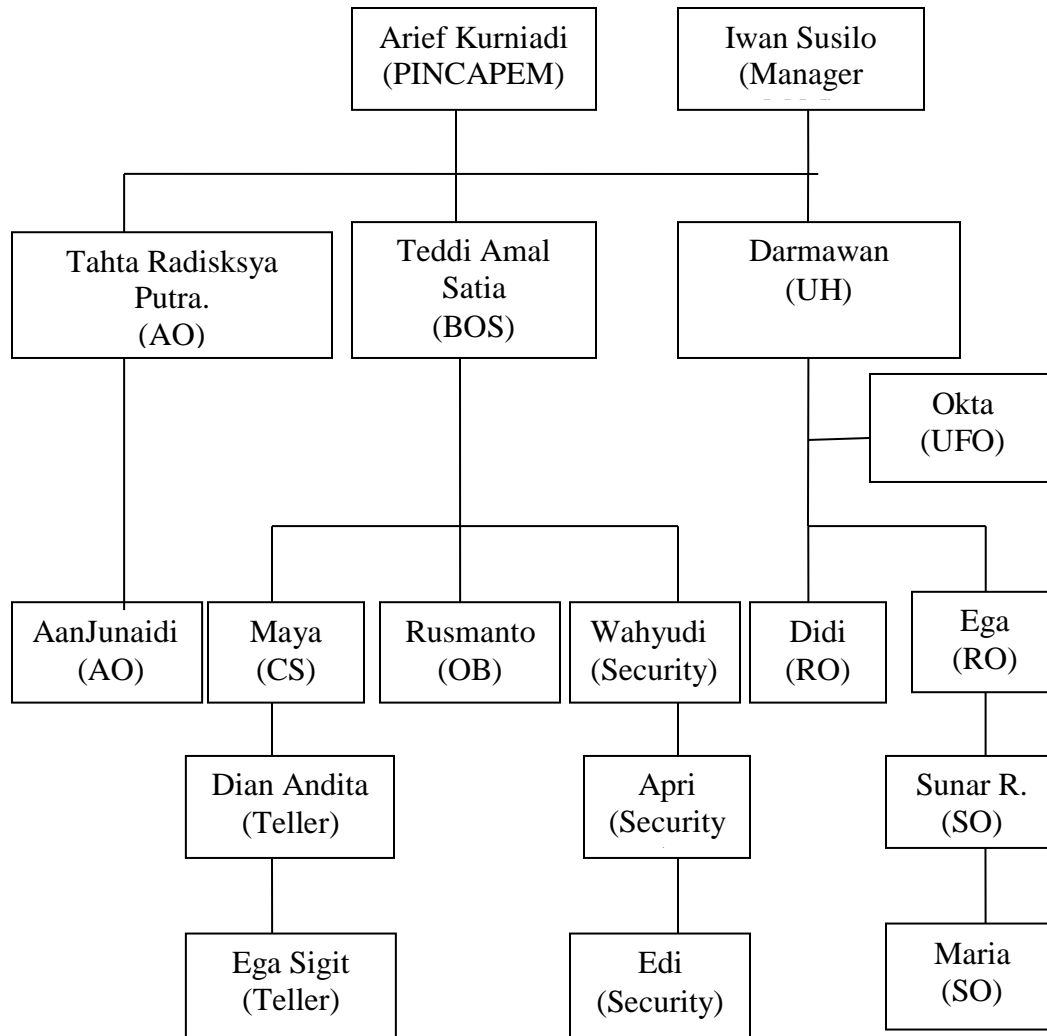 Arief Kurniadi
(PINCAPEM)
Iwan Susilo
(Manager
Tahta Radisksya
Putra.
(AO)
Teddi Amal
Satia
(BOS)
Darmawan
(UH)
Okta
(UFO)
AanJunaidi
(AO)
Maya
(CS)
Rusmanto
(OB)
Wahyudi
(Security)
Didi
(RO)
Ega
(RO)
Dian Andita
(Teller)
Apri
(Security
Sunar R.
(SO)
Ega Sigit
(Teller)
Edi
(Security)
Maria
(SO)